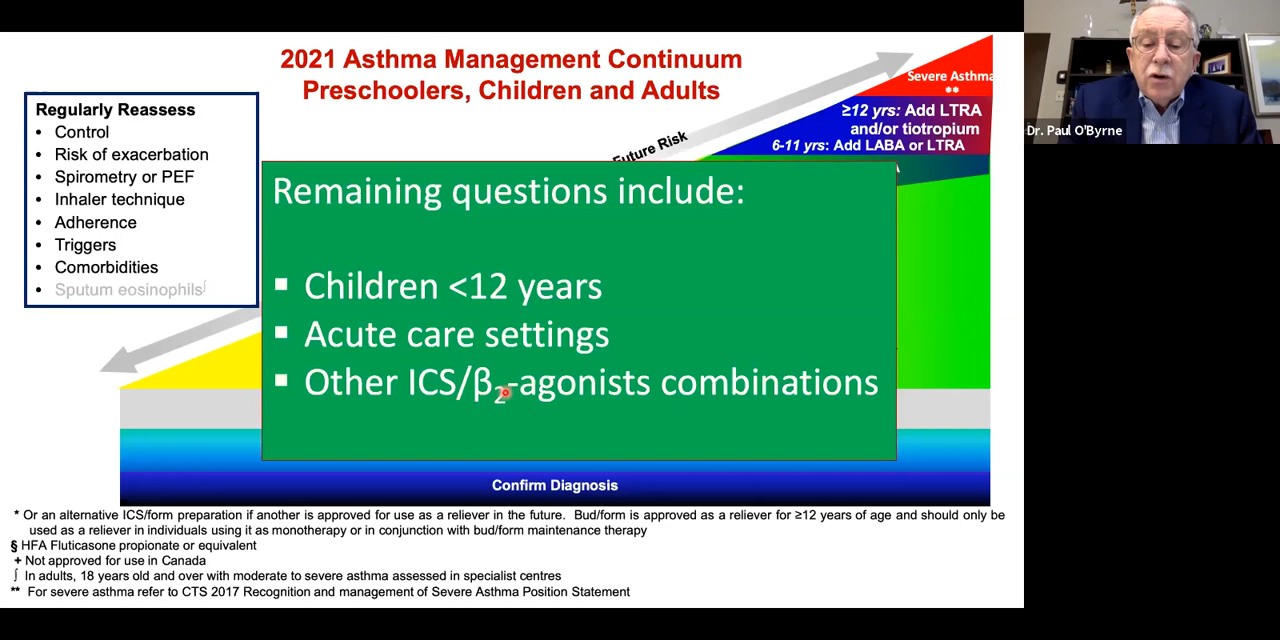 2021 Asthma Management Continuum
Preschoolers, Children and Adults
Regularly Reassess
• Control
• Risk of exacerbation
• Spirometry or PEF
• Inhaler technique
• Adherence
• Triggers
• Comorbidities
• Sputum eosinophils∫
Future Risk
Severe Asthma
**
≥12 yrs: Add LTRA
and/or tiotropium
6-11 yrs: Add LABA or LTRA
Dr. Paul O'Byrne
Remaining questions include:
▪ Children <12 years
▪ Acute care settings
▪ Other ICS/β2-agonists combinations
Confirm Diagnosis
* Or an alternative ICS/form preparation if another is approved for use as a reliever in the future. Bud/form is approved as a reliever for ≥12 years of age and should only be
used as a reliever in individuals using it as monotherapy or in conjunction with bud/form maintenance therapy
§ HFA Fluticasone propionate or equivalent
+ Not approved for use in Canada
∫ In adults, 18 years old and over with moderate to severe asthma assessed in specialist centres
** For severe asthma refer to CTS 2017 Recognition and management of Severe Asthma Position Statement